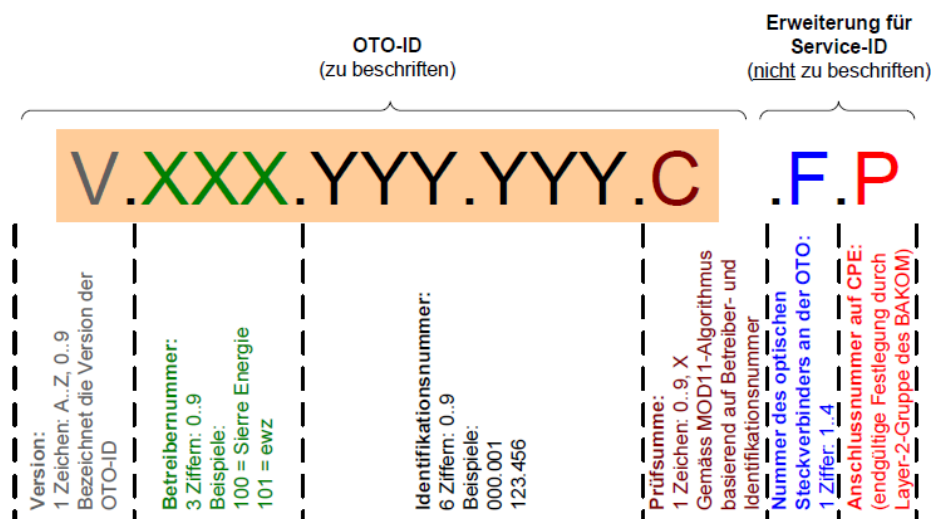 OTO-ID
(zu beschriften)
Erweiterung für
Service-ID
(nicht zu beschriften)
V.XXX.YYY.YYY.C .F.P
Version:
1 Zeichen: A..Z, 0..9
Bezeichnet die Version der
OTO-ID
Betreibernummer:
3 Ziffern: 0..9
Beispiele:
100 = Sierre Energie
101 = ewz
Identifikationsnummer:
6 Ziffern: 0..9
Beispiele:
000.001
123.456
Prüfsumme:
1 Zeichen: 0..9, X
Gemäss MOD11-Algorithmus
basierend auf Betreiber- und
Identifikationsnummer
Nummer des optischen
Steckverbinders an der OTO:
1 Ziffer: 1..4
Anschlussnummer auf CPE:
(endgültige Festlegung durch
Layer-2-Gruppe des BAKOM)